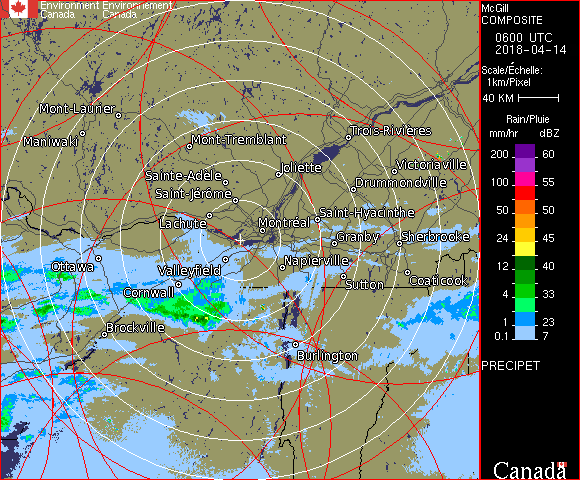 Environment Environnement
Canada Canada
McGill
COMPOSITE
0600 UTC
2018-04-14
Scale/Échelle:
1km/Pixel
40 KM
Rain/Pluie
mm/hr dBZ
200 60
100 55
50 50
24 45
12 40
4 33
1 23
0.1 7
PRECIPET
Canada
Mont-Laurier
Maniwaki
Mont-Tremblant
Trois-Rivières
Sainte-Adèle
Joliette
Victoriaville
Saint-Jérôme
Drummondville
Lachute
Montréal
Saint-Hyacinthe
Granby
Sherbrooke
Ottawa
Valleyfield
Napierville
Cornwall
Sutton
Coaticook
Brockville
Burlington